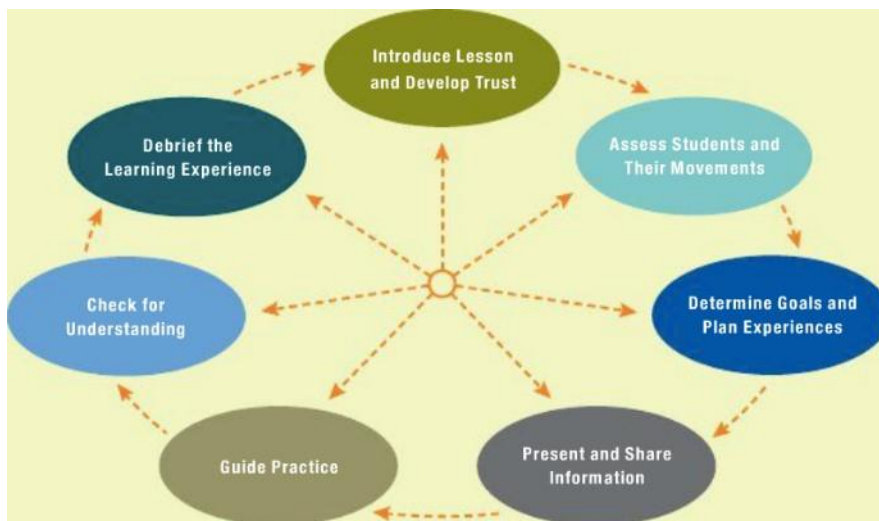 Introduce Lesson
and Develop Trust
Assess Students and
Their Movements
Determine Goals and
Plan Experiences
Present and Share
Information
Guide Practice
Check for
Understanding
Debrief the
Learning Experience